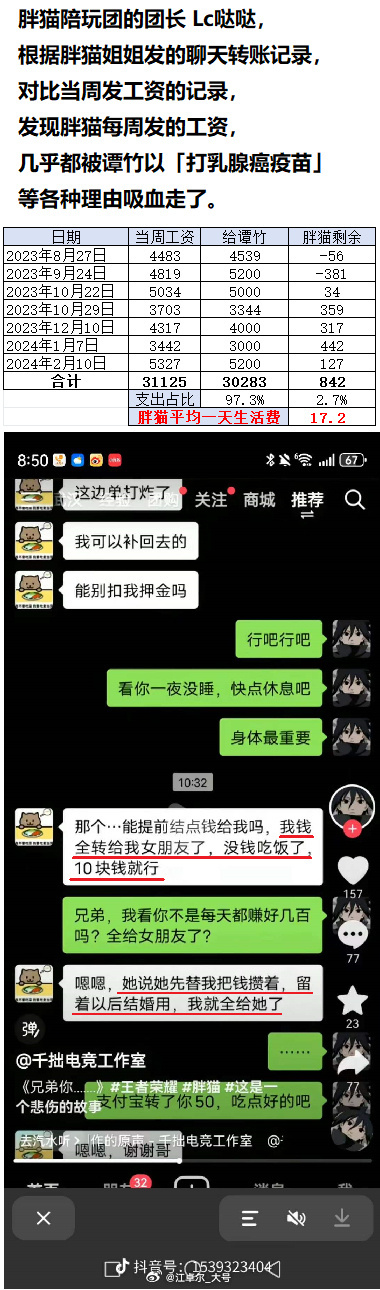 胖猫陪玩团的团长 Lc哒哒,
根据胖猫姐姐发的聊天转账记录,
对比当周发工资的记录,
发现胖猫每周发的工资,
几乎都被谭竹以「打乳腺癌疫苗」
等各种理由吸血走了。
日期 当周工资 给谭竹 胖猫剩余
2023年8月27日 4483 4539 -56
2023年9月24日 4819 5200 -381
2023年10月22日 5034 5000 34
2023年10月29日 3703 3344 359
2023年12月10日 4317 4000 317
2024年1月7日 3442 3000 442
2024年2月10日 5327 5200 127
合计 31125 30283 842
支出占比 97.3% 2.7%
胖猫平均一天生活费 17.2
8:50 67
这边单打炸了
团购 关注 商城 推荐
我可以补回去的
能别扣我押金吗
行吧行吧
看你一夜没睡，快点休息吧
身体最重要
10:32
那个…能提前结点钱给我吗，我钱
全转给我女朋友了，没钱吃饭了，
10块钱就行
157
兄弟，我看你不是每天都赚好几百
吗？全给女朋友了？
77
嗯嗯，她说她先替我把钱攒着，留
着以后结婚用，我就全给她了
23
弹
……
@千拙电竞工作室
《兄弟你......》#王者荣耀 #胖猫 #这是一
个悲伤的故事
77
支付宝转了你50，吃点好的吧
去汽水听 作的原声 - 千拙电竞工作室
嗯嗯，谢谢哥
32
首页 朋友 消息 我
抖音号：1539323404
@江卓尔_大号